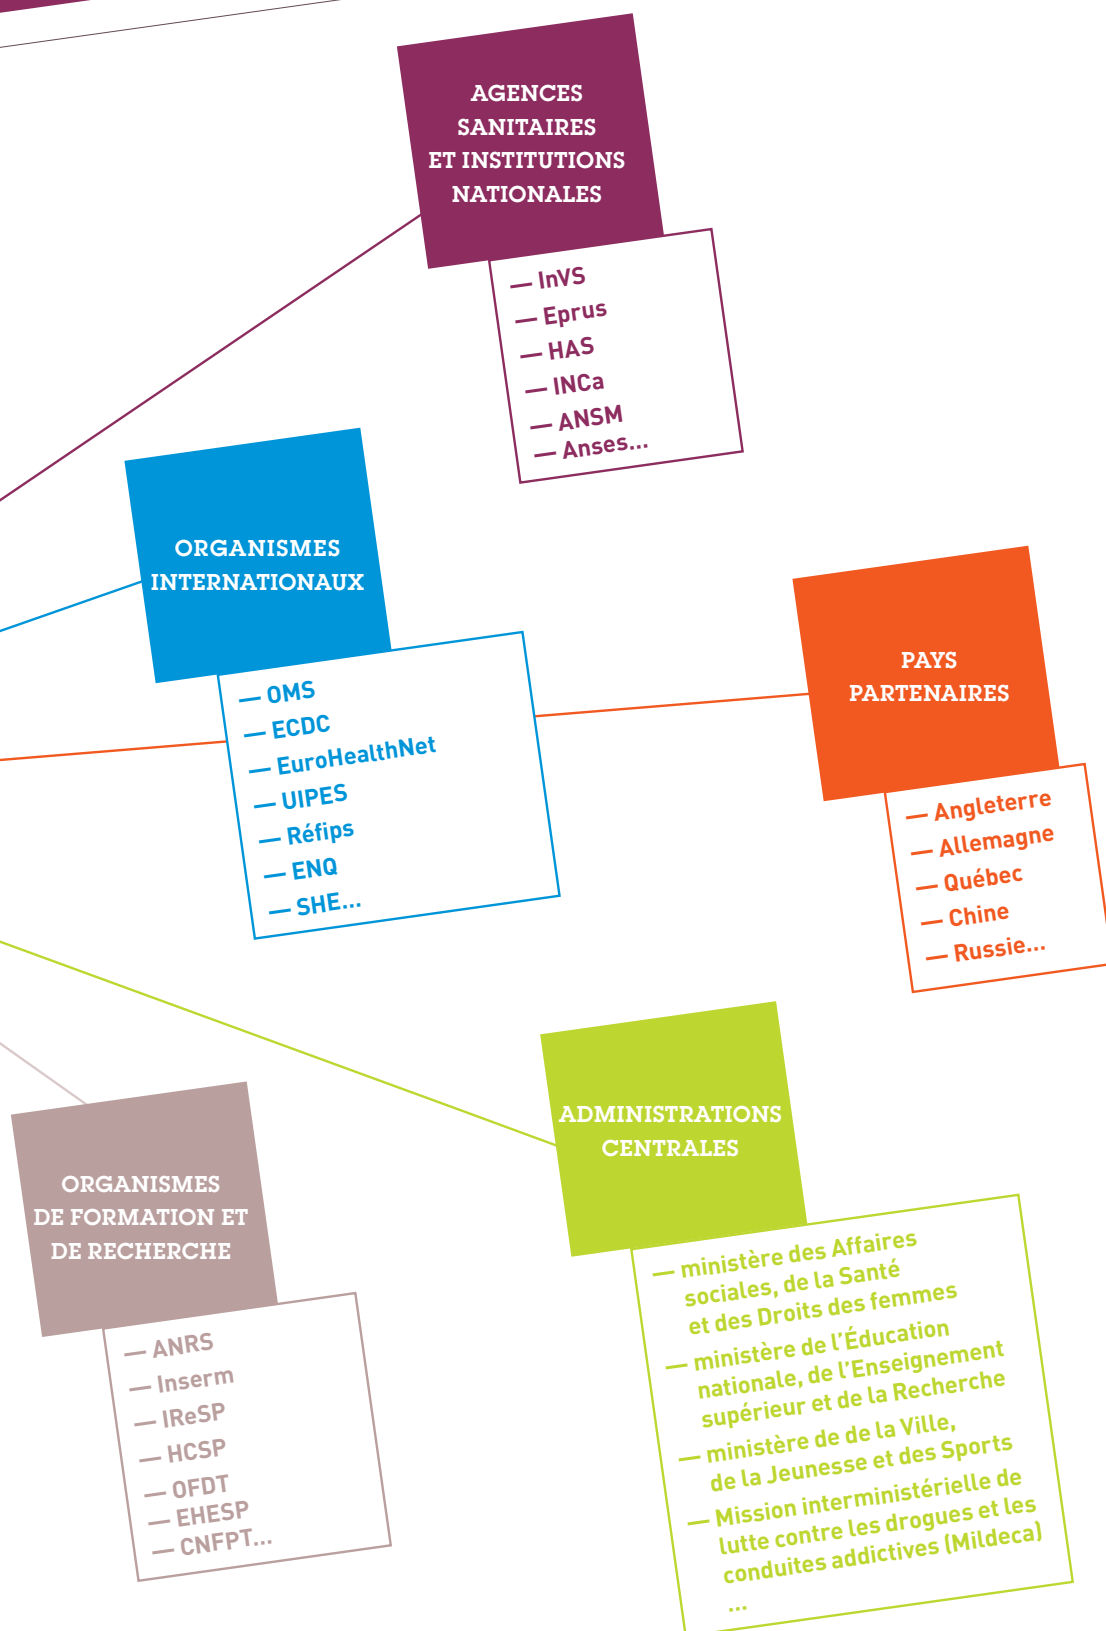 AGENCES
SANITAIRES
ET INSTITUTIONS
NATIONALES
— InVS
— Eprus
— HAS
— INCa
— ANSM
— Anses...
ORGANISMES
INTERNATIONAUX
— OMS
— ECDC
— EuroHealthNet
— UIPES
— Réfips
— ENQ
— SHE...
PAYS
PARTENAIRES
— Angleterre
— Allemagne
— Québec
— Chine
— Russie...
ADMINISTRATIONS
CENTRALES
— ministère des Affaires
sociales, de la Santé
et des Droits des femmes
— ministère de l’Éducation
nationale, de l’Enseignement
supérieur et de la Recherche
— ministère de de la Ville,
de la Jeunesse et des Sports
— Mission interministérielle de
lutte contre les drogues et les
conduites addictives (Mildeca)
...
ORGANISMES
DE FORMATION ET
DE RECHERCHE
— ANRS
— Inserm
— IReSP
— HCSP
— OFDT
— EHESP
— CNFPT...